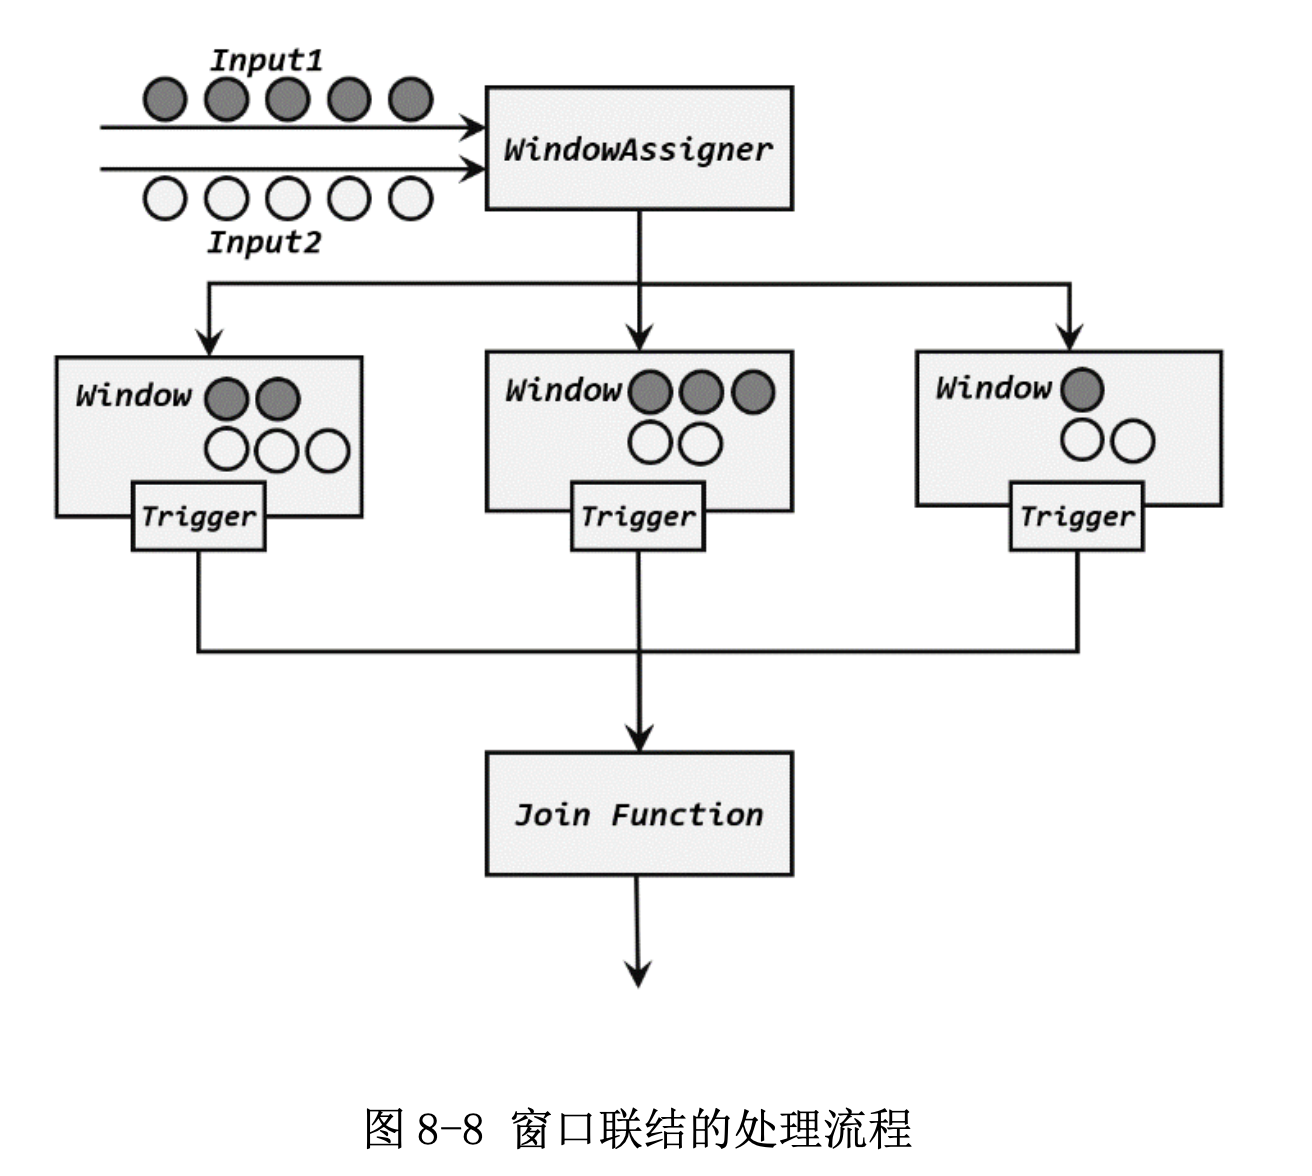 Input1
WindowAssigner
Input2
Window
Window
Window
Trigger
Trigger
Trigger
Join Function
图 8-8 窗口联结的处理流程